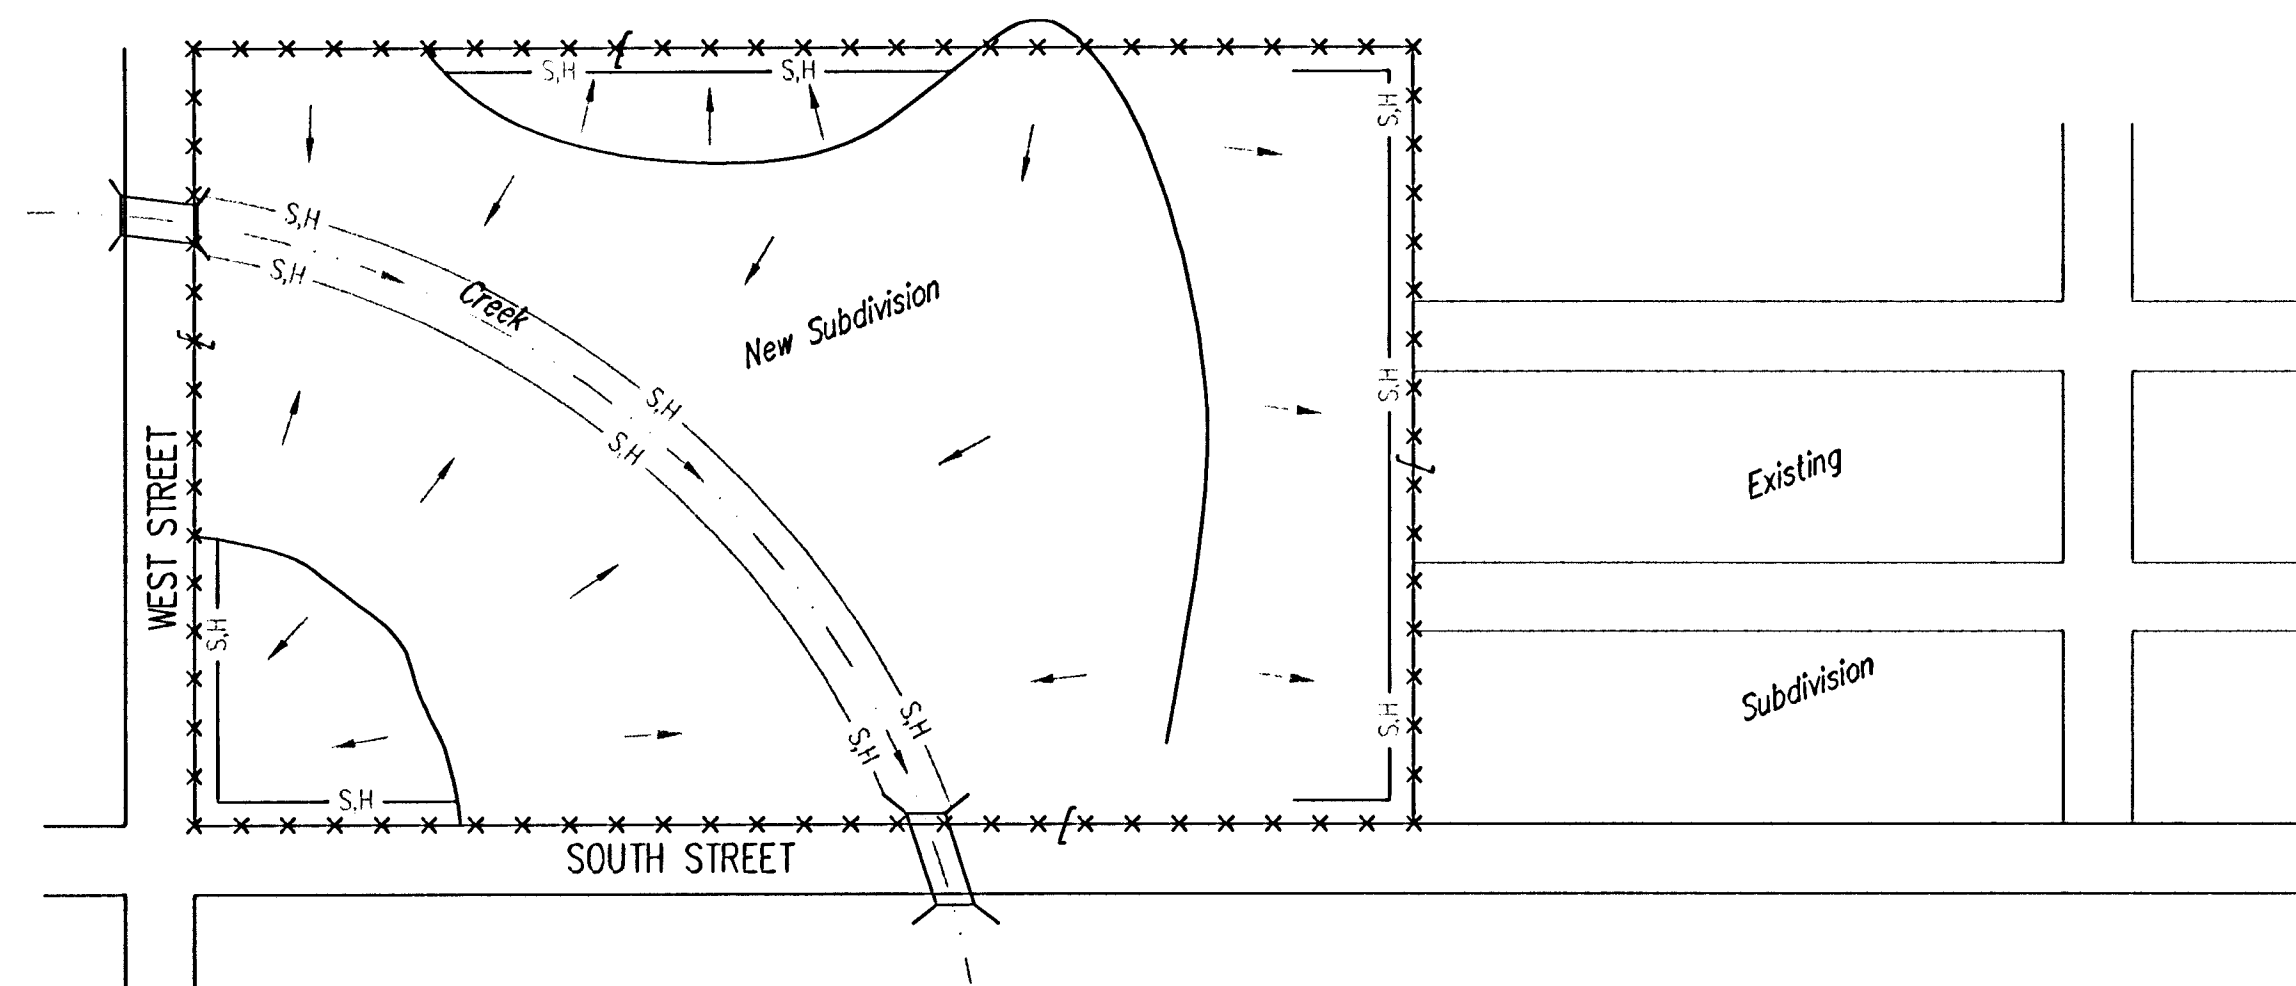 S,H
S,H
S,H
S,H
S,H
Creek
New Subdivision
S,H
S,H
S,H
WEST STREET
Existing
S,H
Subdivision
S,H
S,H
S,H
S,H
SOUTH STREET